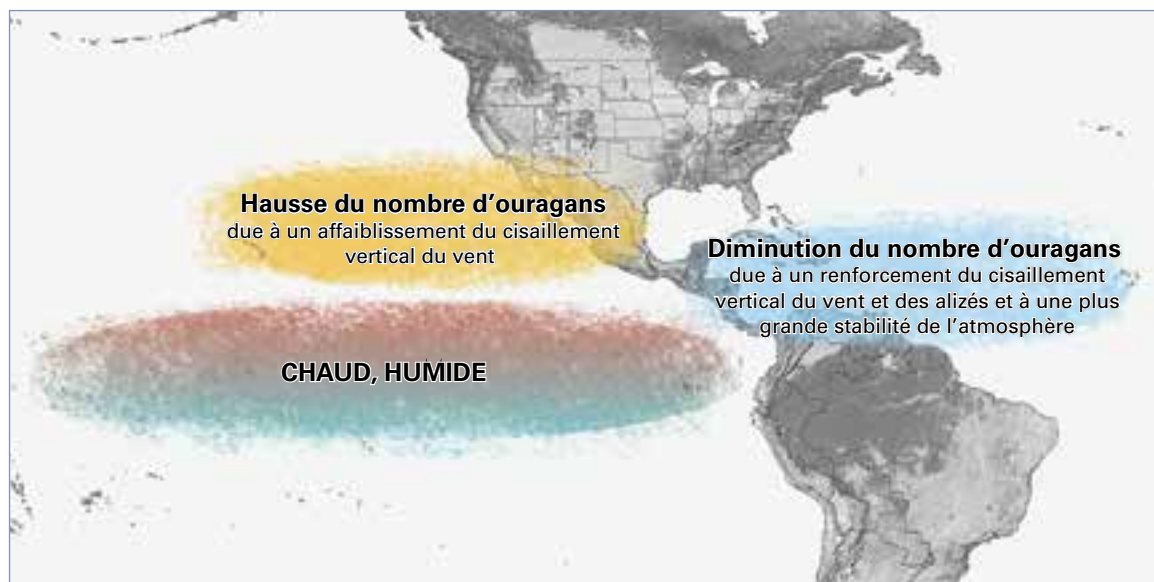 Hausse du nombre d’ouragans
due à un affaiblissement du cisaillement
vertical du vent
Diminution du nombre d’ouragans
due à un renforcement du cisaillement
vertical du vent et des alizés et à une plus
grande stabilité de l’atmosphère
CHAUD, HUMIDE